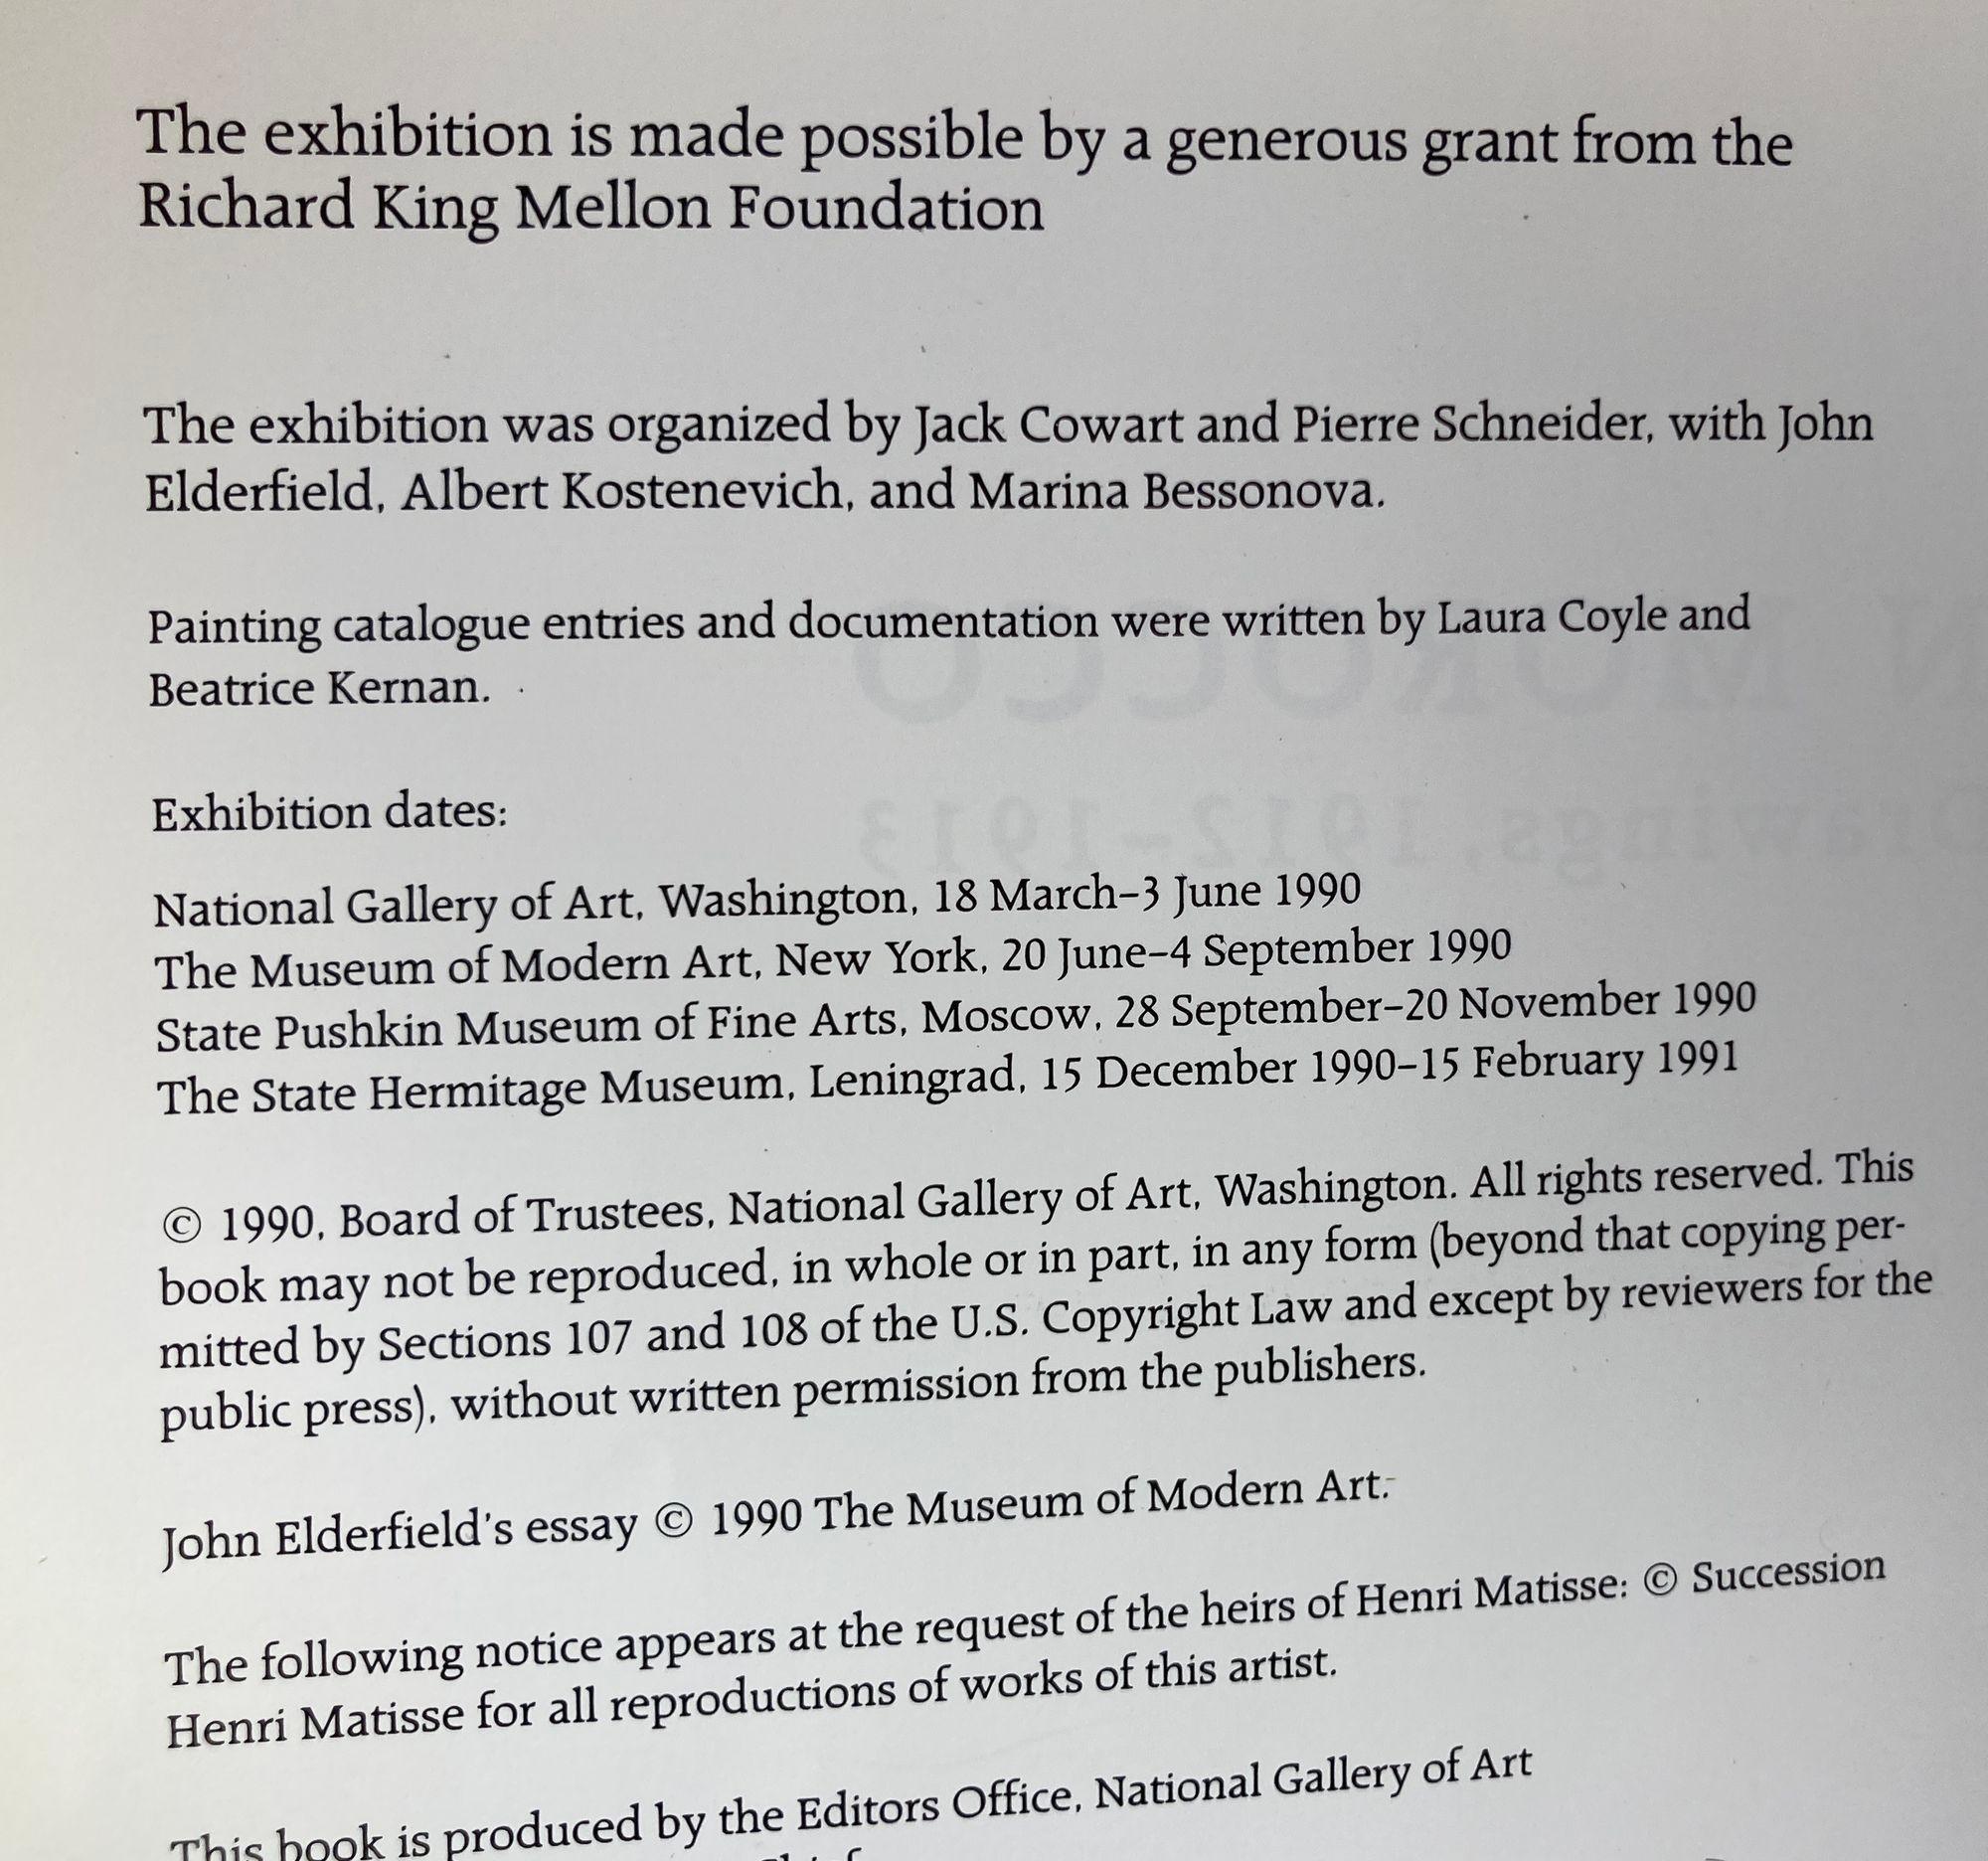 The exhibition is made possible by a generous grant from the
Richard King Mellon Foundation
The exhibition was organized by Jack Cowart and Pierre Schneider, with John
Elderfield, Albert Kostenevich, and Marina Bessonova.
Painting catalogue entries and documentation were written by Laura Coyle and
Beatrice Kernan.
Exhibition dates:
National Gallery of Art, Washington, 18 March–3 June 1990
The Museum of Modern Art, New York, 20 June–4 September 1990
State Pushkin Museum of Fine Arts, Moscow, 28 September–20 November 1990
The State Hermitage Museum, Leningrad, 15 December 1990–15 February 1991
© 1990, Board of Trustees, National Gallery of Art, Washington. All rights reserved. This
book may not be reproduced, in whole or in part, in any form (beyond that copying per-
mitted by Sections 107 and 108 of the U.S. Copyright Law and except by reviewers for the
public press), without written permission from the publishers.
John Elderfield's essay © 1990 The Museum of Modern Art.
The following notice appears at the request of the heirs of Henri Matisse: © Succession
Henri Matisse for all reproductions of works of this artist.
This book is produced by the Editors Office, National Gallery of Art